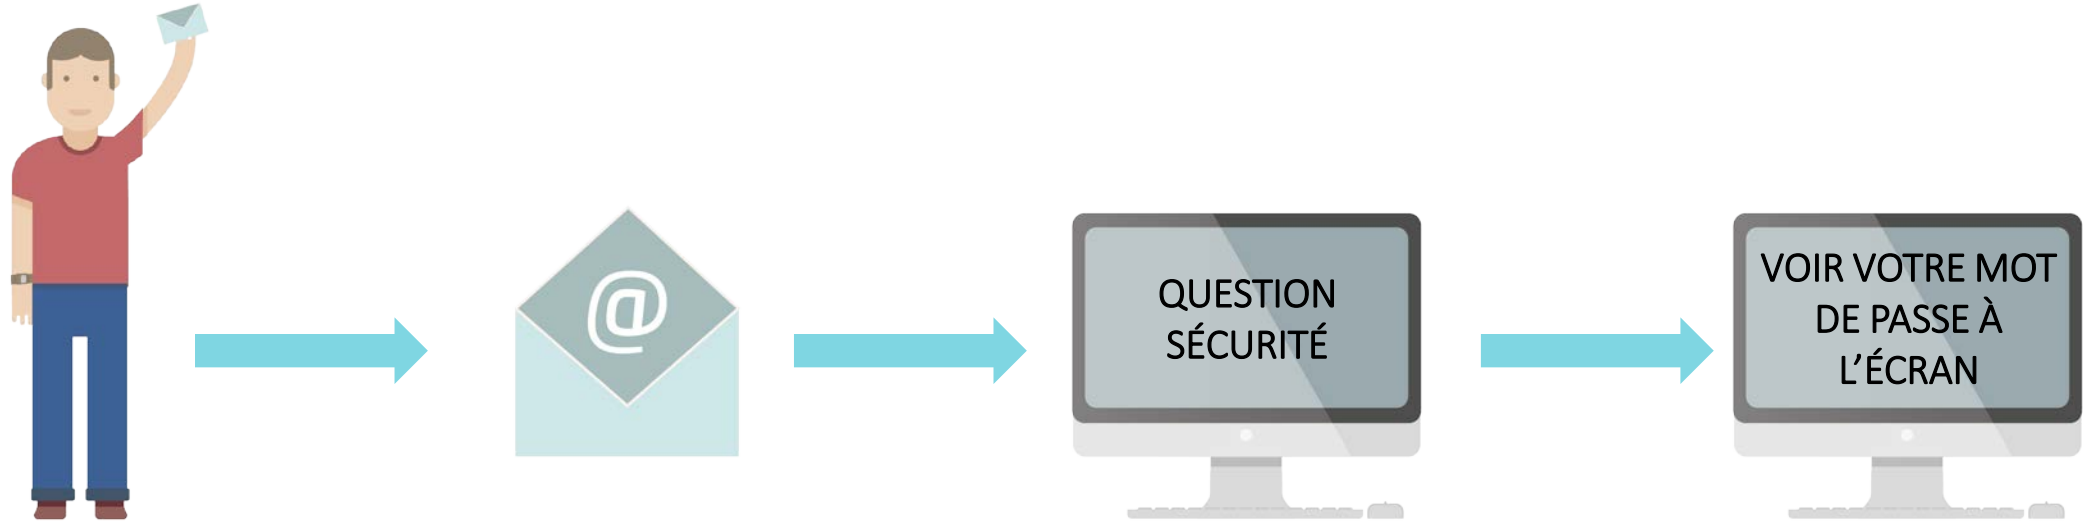 @
QUESTION
SÉCURITÉ
VOIR VOTRE MOT
DE PASSE À
L’ÉCRAN